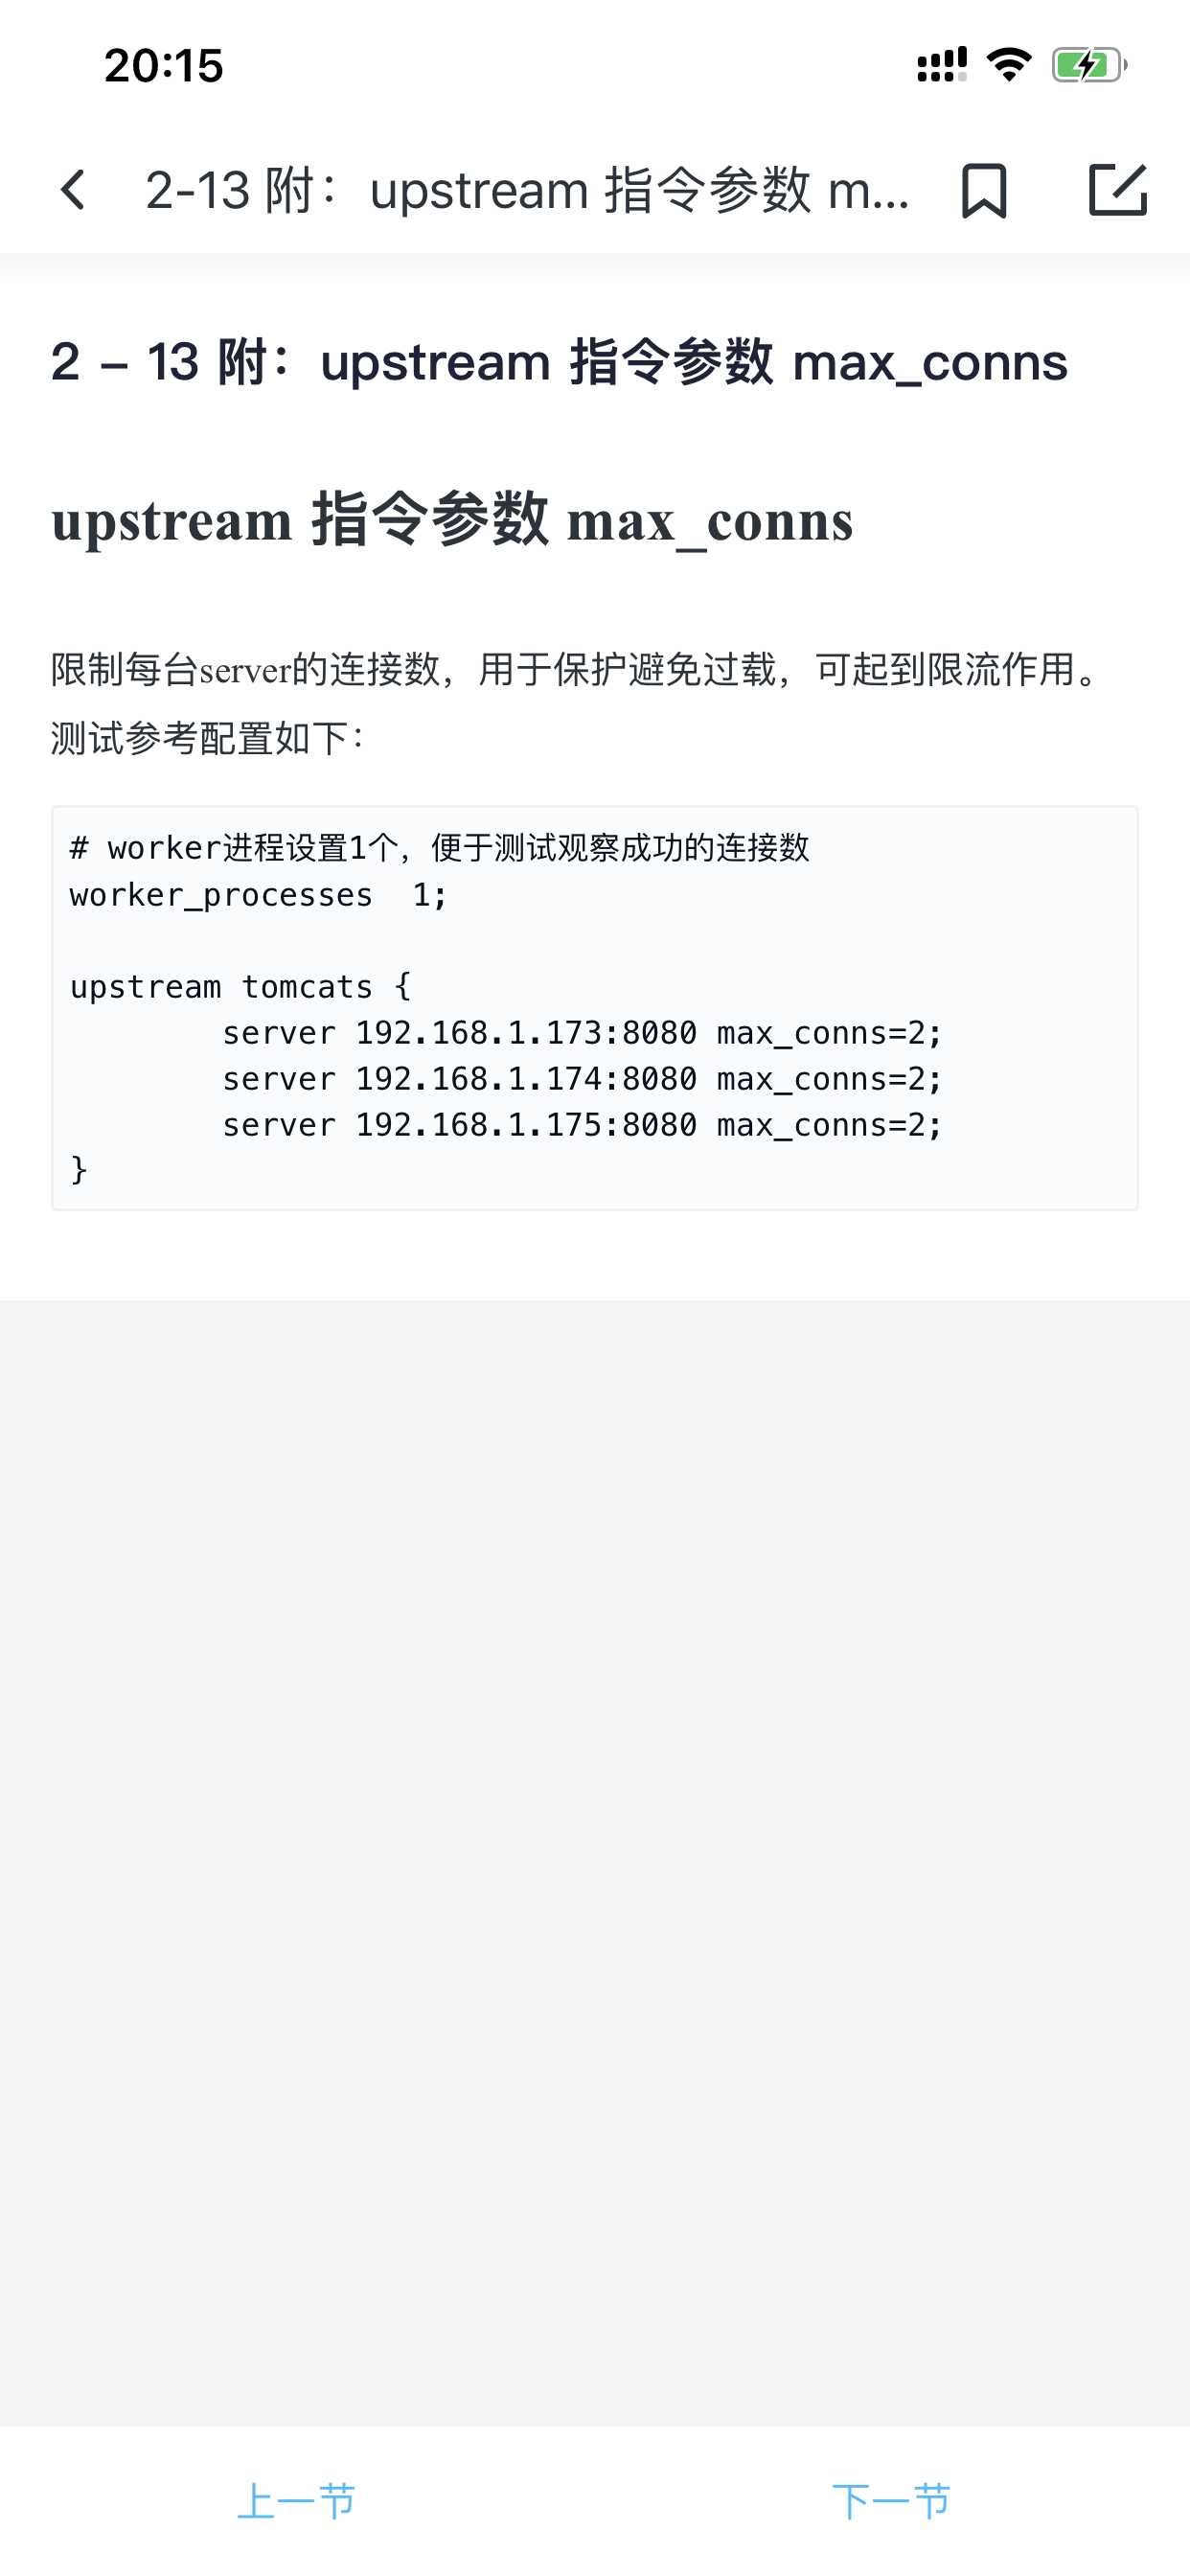 20:15
2-13 附：upstream 指令参数 m...
2 – 13 附：upstream 指令参数 max_conns
upstream 指令参数 max_conns
限制每台server的连接数，用于保护避免过载，可起到限流作用。
测试参考配置如下：
# worker进程设置1个，便于测试观察成功的连接数
worker_processes  1;
upstream tomcats {
        server 192.168.1.173:8080 max_conns=2;
        server 192.168.1.174:8080 max_conns=2;
        server 192.168.1.175:8080 max_conns=2;
}
上一节 下一节